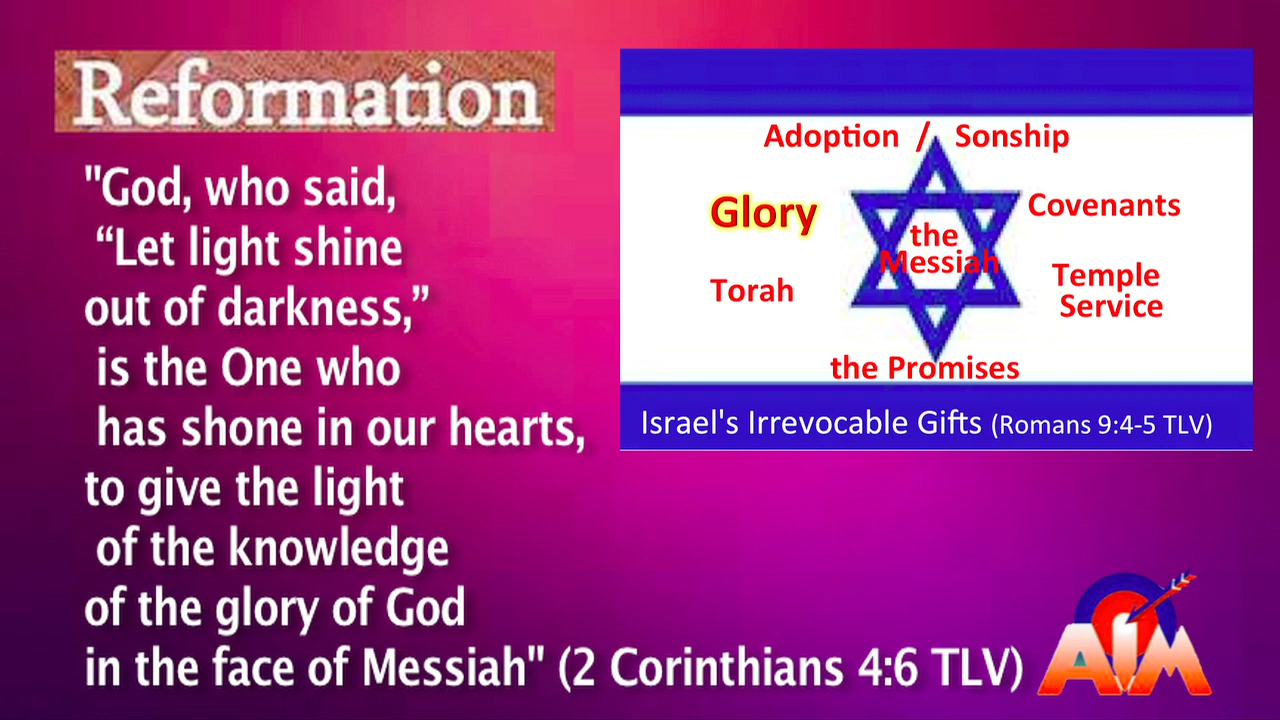 Reformation
"God, who said,
“Let light shine
out of darkness,”
is the One who
has shone in our hearts,
to give the light
of the knowledge
of the glory of God
in the face of Messiah" (2 Corinthians 4:6 TLV)
Adoption / Sonship
Glory
Covenants
the
Messiah
Torah
Temple
Service
the Promises
Israel's Irrevocable Gifts (Romans 9:4-5 TLV)
AIM